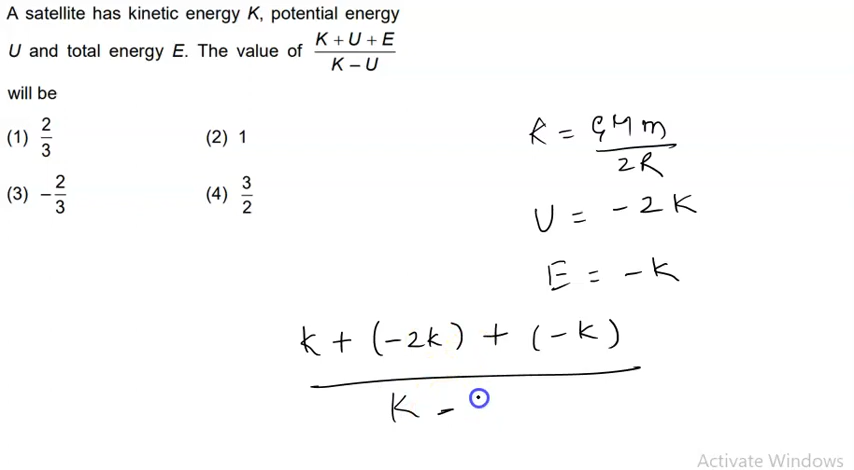 A satellite has kinetic energy K, potential energy
U and total energy E. The value of (K + U + E)/(K – U)
will be
(1) 2/3 (2) 1
(3) –2/3 (4) 3/2
K = GMm/2R
U = -2K
E = -K
K + (-2K) + (-K)
K -
Activate Windows